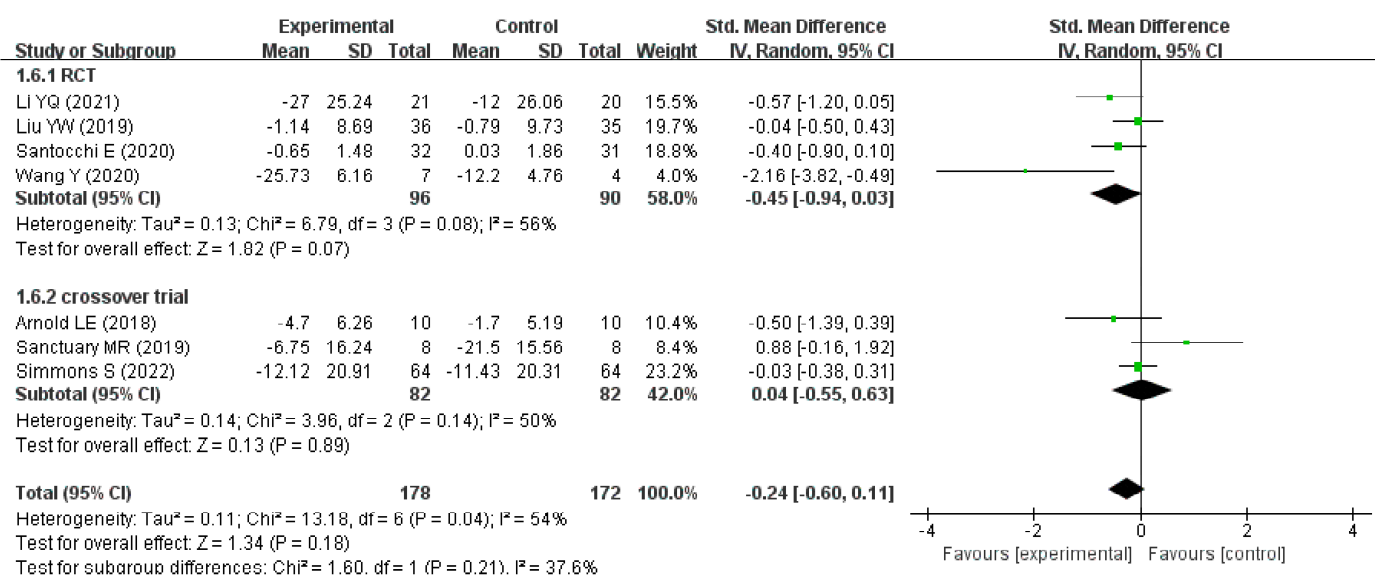 Experimental Control Std. Mean Difference Std. Mean Difference
Study or Subgroup Mean SD Total Mean SD Total Weight IV, Random, 95% CI IV, Random, 95% CI
1.6.1 RCT
Li YQ (2021) -27 25.24 21 -12 26.06 20 15.5% -0.57 [-1.20, 0.05]
Liu YW (2019) -1.14 8.69 36 -0.79 9.73 35 19.7% -0.04 [-0.50, 0.43]
Santocchi E (2020) -0.65 1.48 32 0.03 1.86 31 18.8% -0.40 [-0.90, 0.10]
Wang Y (2020) -25.73 6.16 7 -12.2 4.76 4 4.0% -2.16 [-3.82, -0.49]
Subtotal (95% CI) 96 90 58.0% -0.45 [-0.94, 0.03]
Heterogeneity: Tau² = 0.13; Chi² = 6.79, df = 3 (P = 0.08); I² = 56%
Test for overall effect: Z = 1.82 (P = 0.07)
1.6.2 crossover trial
Arnold LE (2018) -4.7 6.26 10 -1.7 5.19 10 10.4% -0.50 [-1.39, 0.39]
Sanctuary MR (2019) -6.75 16.24 8 -21.5 15.56 8 8.4% 0.88 [-0.16, 1.92]
Simmons S (2022) -12.12 20.91 64 -11.43 20.31 64 23.2% -0.03 [-0.38, 0.31]
Subtotal (95% CI) 82 82 42.0% 0.04 [-0.55, 0.63]
Heterogeneity: Tau² = 0.14; Chi² = 3.96, df = 2 (P = 0.14); I² = 50%
Test for overall effect: Z = 0.13 (P = 0.89)
Total (95% CI) 178 172 100.0% -0.24 [-0.60, 0.11]
Heterogeneity: Tau² = 0.11; Chi² = 13.18, df = 6 (P = 0.04); I² = 54%
Test for overall effect: Z = 1.34 (P = 0.18)
Test for subgroup differences: Chi² = 1.60, df = 1 (P = 0.21), I² = 37.6%
-4 -2 0 2 4
Favours [experimental] Favours [control]